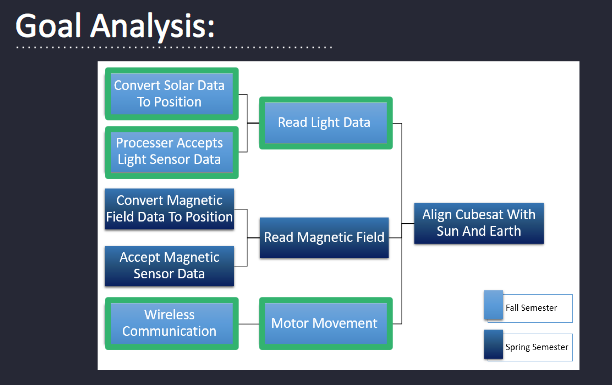 Goal Analysis:
Convert Solar Data
To Position
Processer Accepts
Light Sensor Data
Read Light Data
Convert Magnetic
Field Data To Position
Accept Magnetic
Sensor Data
Read Magnetic Field
Wireless
Communication
Motor Movement
Align Cubesat With
Sun And Earth
Fall Semester
Spring Semester